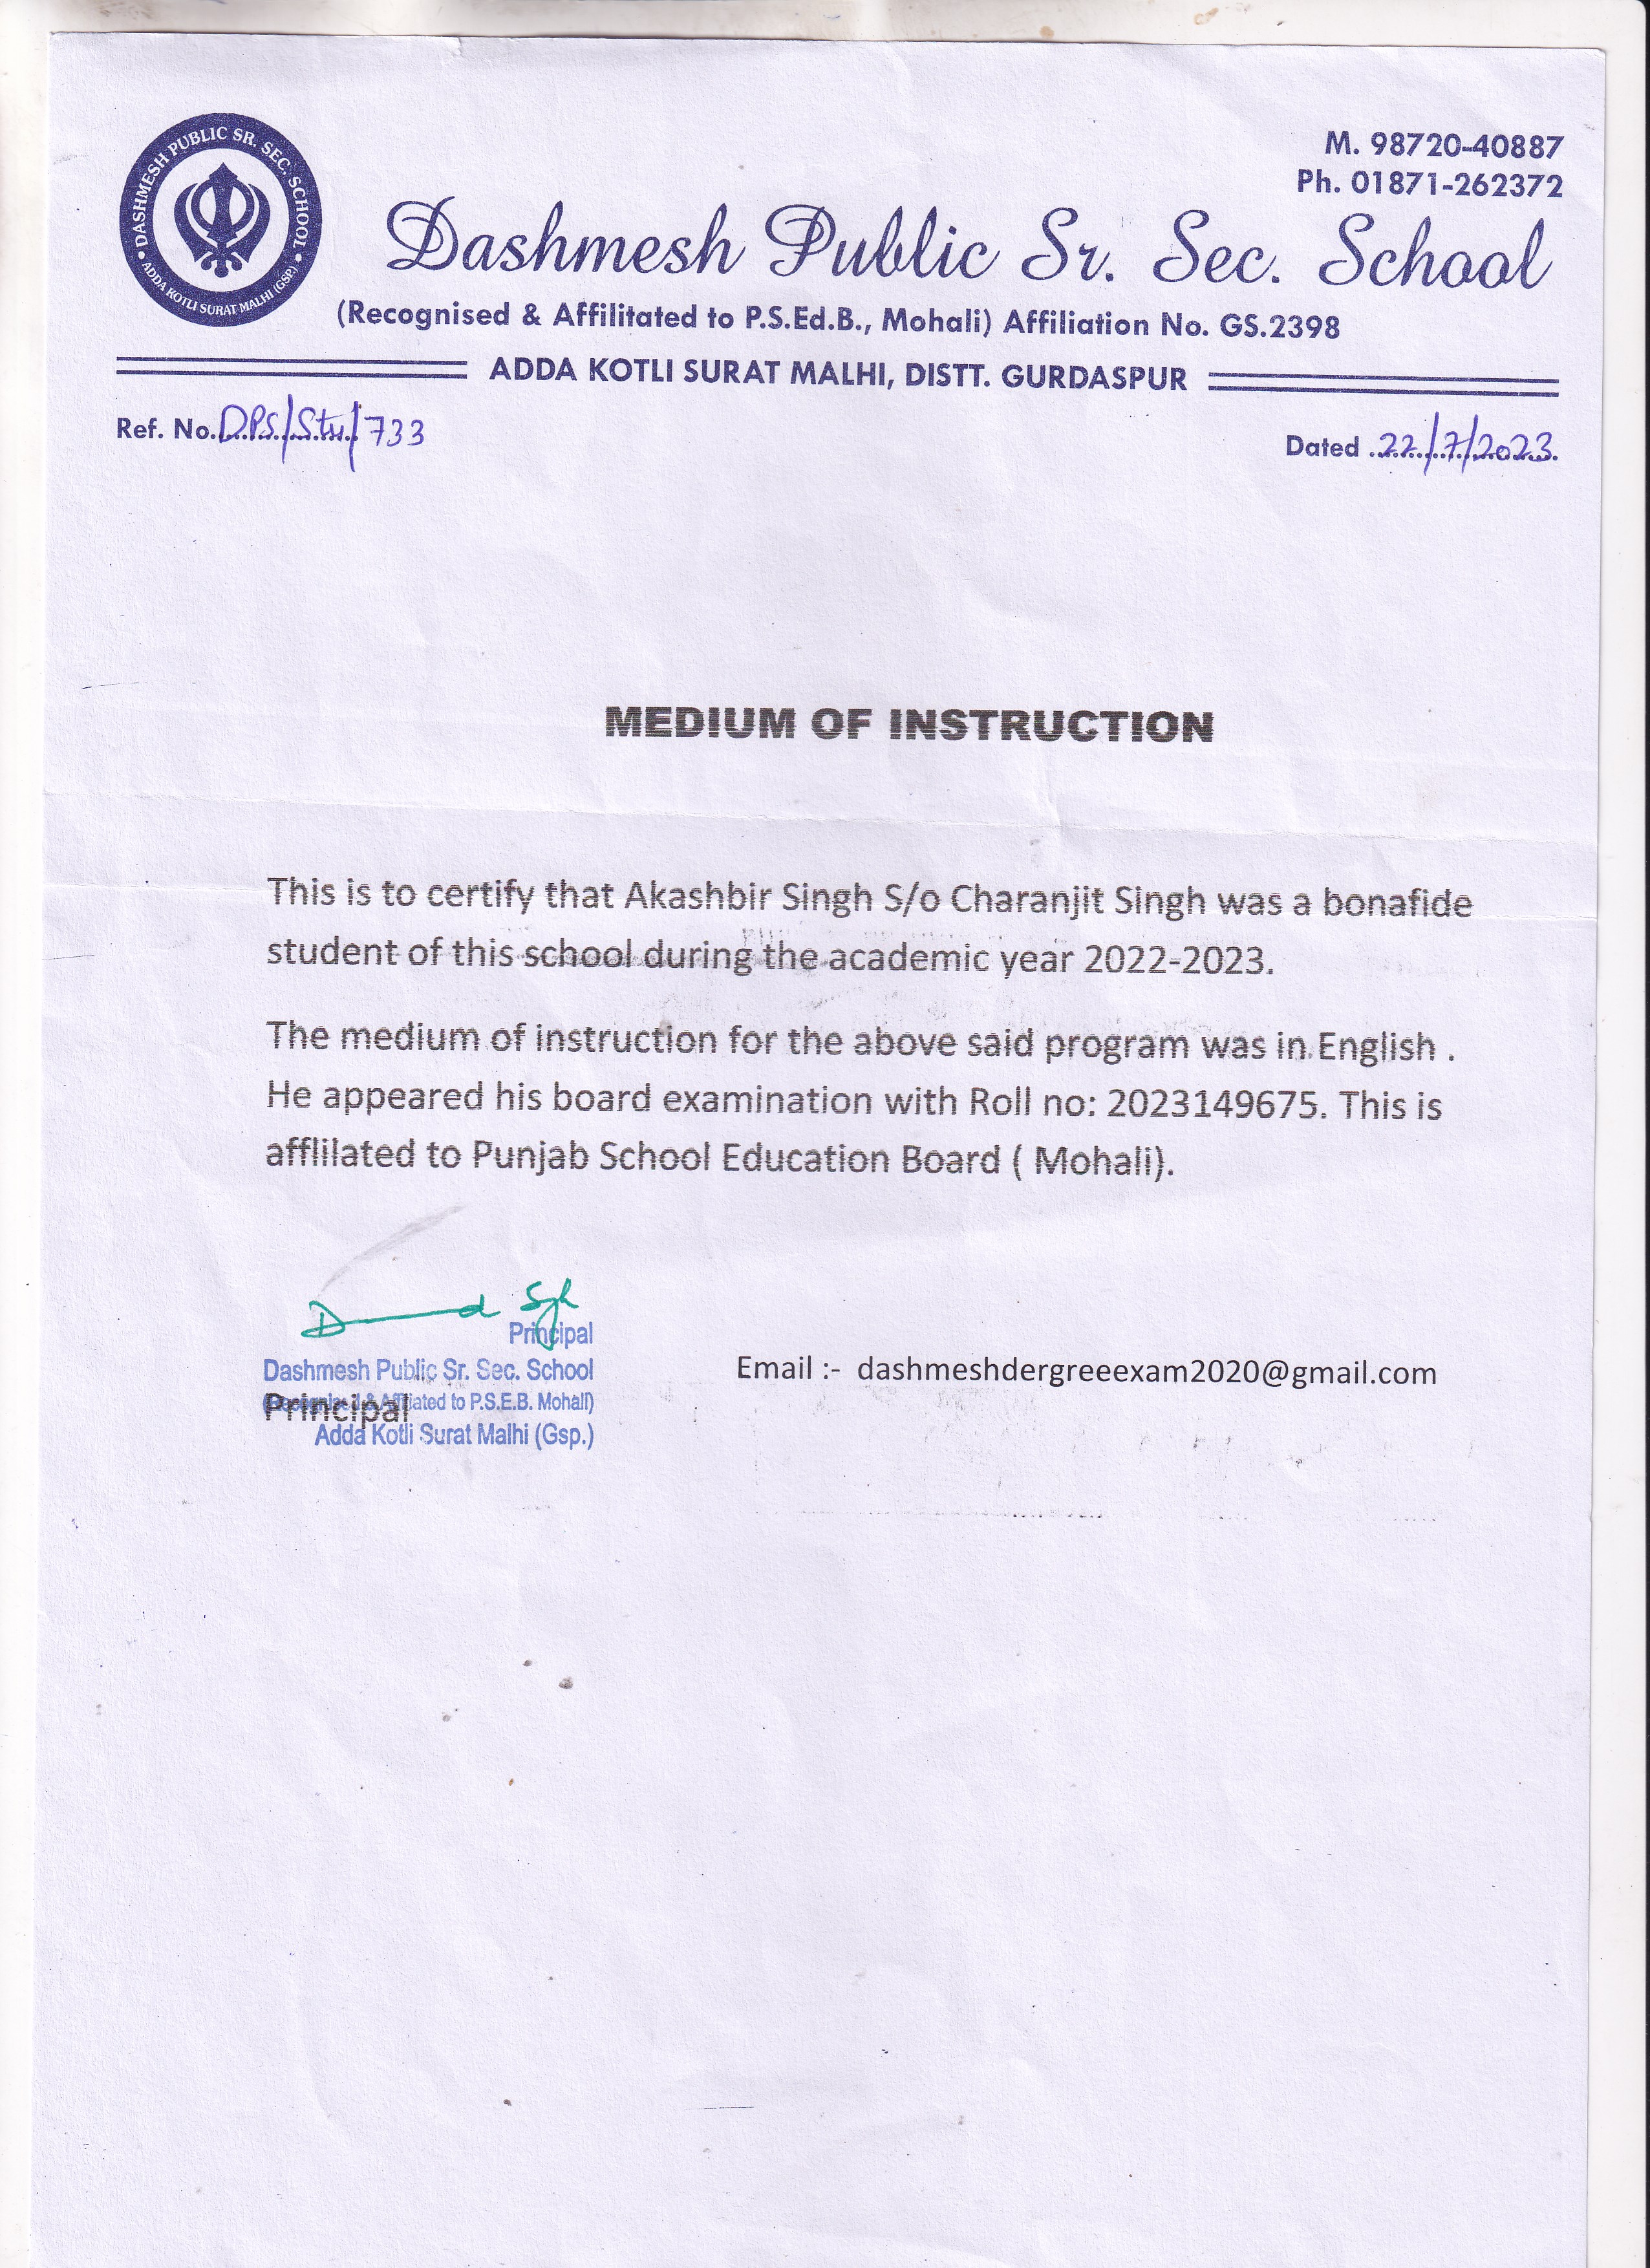 DASHMESH PUBLIC SR. SEC. SCHOOL
ADDA KOTLI SURAT MALHI (GSP.)
M. 98720-40887
Ph. 01871-262372
Dashmesh Public Sr. Sec. School
(Recognised & Affilitated to P.S.Ed.B., Mohali) Affiliation No. GS.2398
ADDA KOTLI SURAT MALHI, DISTT. GURDASPUR
Ref. No. DPS/Stu/733
Dated 22/7/2023
MEDIUM OF INSTRUCTION
This is to certify that Akashbir Singh S/o Charanjit Singh was a bonafide
student of this school during the academic year 2022-2023.
The medium of instruction for the above said program was in English .
He appeared his board examination with Roll no: 2023149675. This is
afflilated to Punjab School Education Board ( Mohali).
Principal
Dashmesh Public Sr. Sec. School
(Recognised & Affiliated to P.S.E.B. Mohali)
Principal
Adda Kotli Surat Malhi (Gsp.)
Email :- dashmeshdergreeexam2020@gmail.com